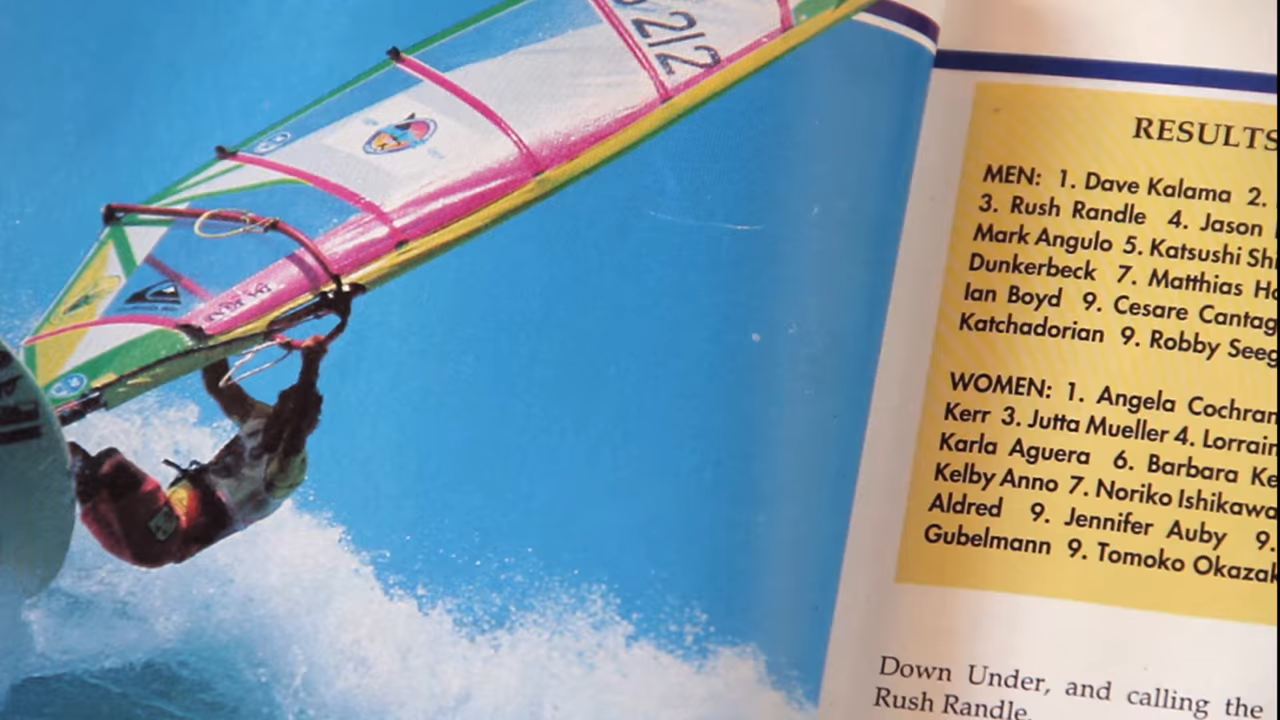 212
RESULTS
MEN: 1. Dave Kalama 2.
3. Rush Randle 4. Jason
Mark Angulo 5. Katsushi
Dunkerbeck 7. Matthias
Ian Boyd 9. Cesare
Katchadorian 9. Robby
WOMEN: 1. Angela
Kerr 3. Jutta Mueller 4.
Karla Aguera 6. Barbara
Kelby Anno 7. Noriko Ishikawa
Aldred 9. Jennifer Auby 9.
Gubelmann 9. Tomoko
Down Under, and calling the
Rush Randle.